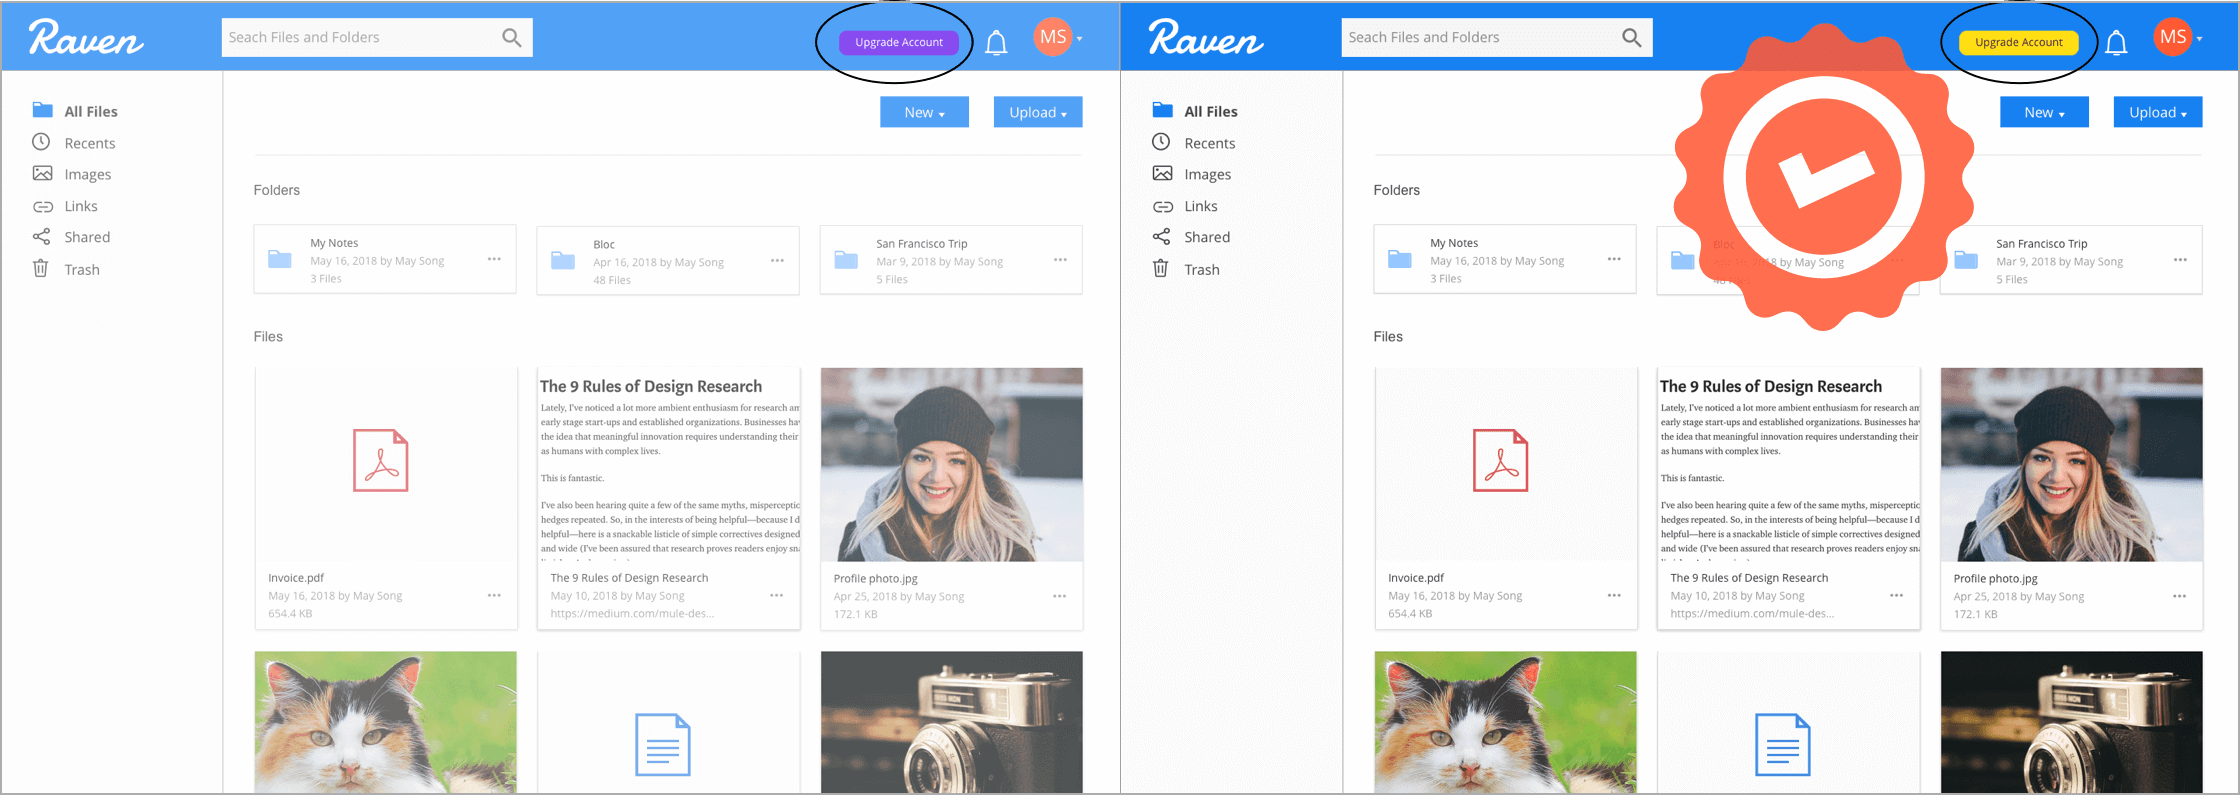 Raven
Seach Files and Folders
Upgrade Account
MS
All Files
Recents
Images
Links
Shared
Trash
New
Upload
Folders
My Notes
May 16, 2018 by May Song
3 Files
Bloc
Apr 16, 2018 by May Song
48 Files
San Francisco Trip
Mar 9, 2018 by May Song
5 Files
Files
The 9 Rules of Design Research
Lately, I've noticed a lot more ambient enthusiasm for research am
early stage start-ups and established organizations. Businesses hav
the idea that meaningful innovation requires understanding their
as humans with complex lives.
This is fantastic.
I've also been hearing quite a few of the same myths, misperceptic
hedges repeated. So, in the interests of being helpful—because I d
helpful—here is a snackable listicle of simple correctives designed
and wide (I've been assured that research proves readers enjoy sna
Invoice.pdf
May 16, 2018 by May Song
654.4 KB
The 9 Rules of Design Research
May 10, 2018 by May Song
https://medium.com/mule-des...
Profile photo.jpg
Apr 25, 2018 by May Song
172.1 KB
Raven
Seach Files and Folders
Upgrade Account
MS
All Files
Recents
Images
Links
Shared
Trash
New
Upload
Folders
My Notes
May 16, 2018 by May Song
3 Files
Bloc
18 by May Song
48
San Francisco Trip
Mar 9, 2018 by May Song
5 Files
Files
The 9 Rules of Design Research
Lately, I've noticed a lot more ambient enthusiasm for research am
early stage start-ups and established organizations. Businesses hav
the idea that meaningful innovation requires understanding their
as humans with complex lives.
This is fantastic.
I've also been hearing quite a few of the same myths, misperceptic
hedges repeated. So, in the interests of being helpful—because I d
helpful—here is a snackable listicle of simple correctives designed
and wide (I've been assured that research proves readers enjoy sna
Invoice.pdf
May 16, 2018 by May Song
654.4 KB
The 9 Rules of Design Research
May 10, 2018 by May Song
https://medium.com/mule-des...
Profile photo.jpg
Apr 25, 2018 by May Song
172.1 KB